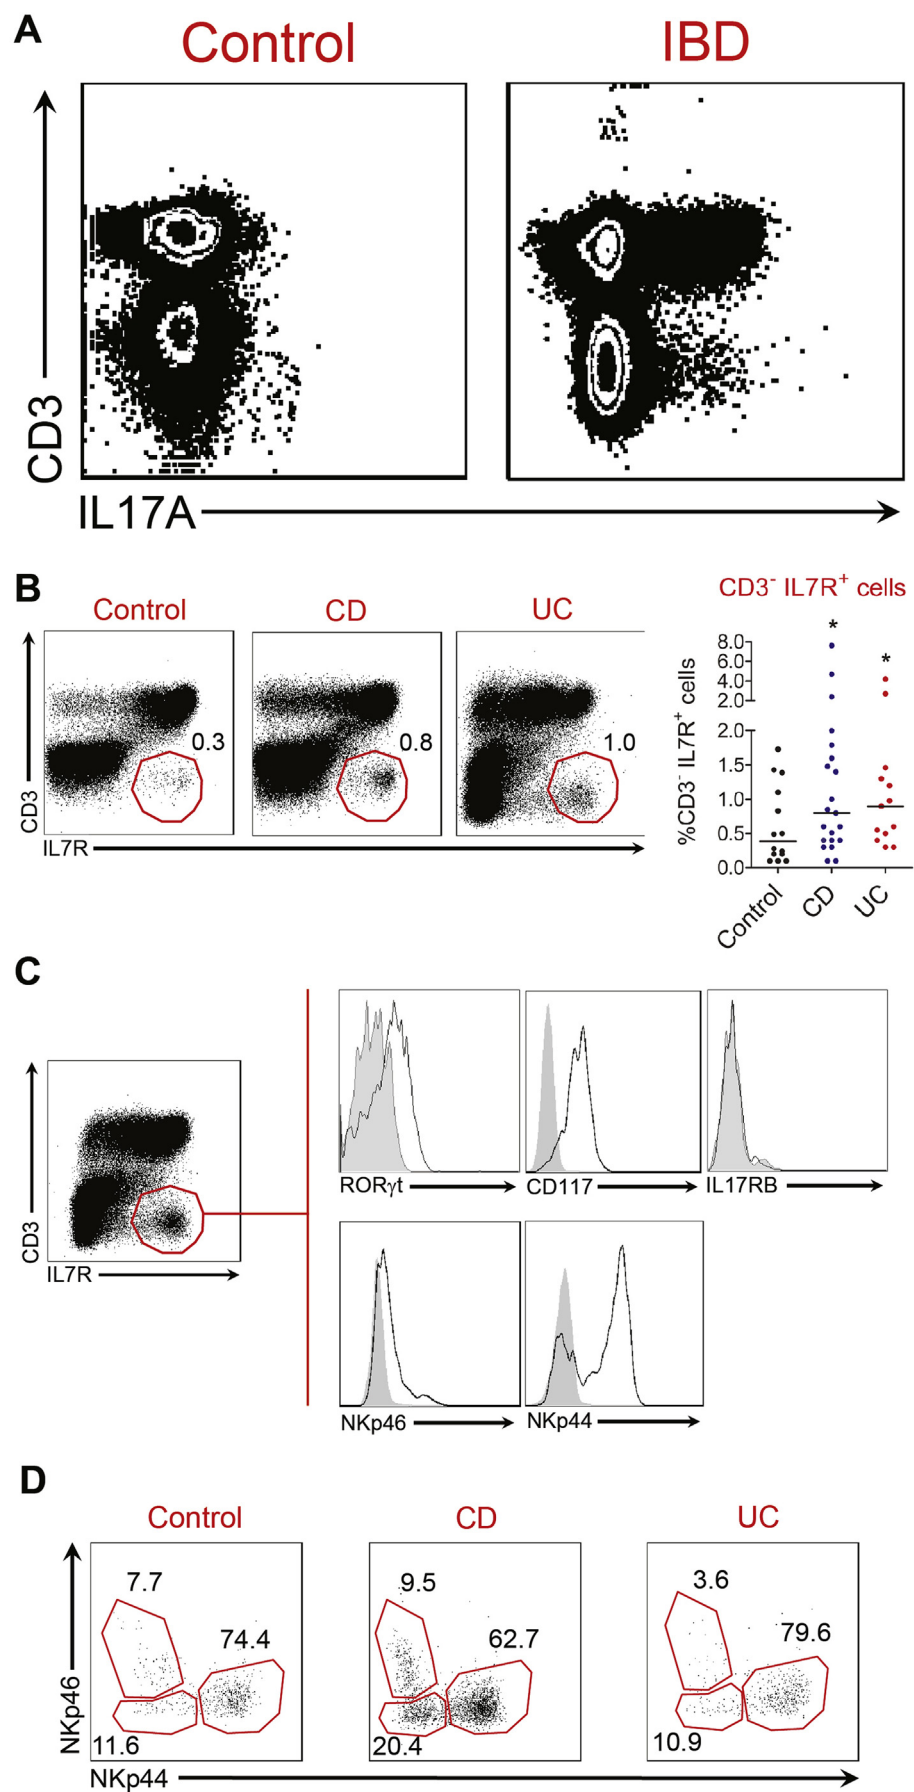 A
Control IBD
CD3
IL17A
B
Control CD UC
0.3 0.8 1.0
CD3
IL7R
CD3⁻ IL7R⁺ cells
* *
%CD3⁻ IL7R⁺ cells
8.0
6.0
4.0
2.0
2.0
1.5
1.0
0.5
0.0
Control CD UC
C
CD3
IL7R
RORγt CD117 IL17RB
NKp46 NKp44
D
Control CD UC
7.7 9.5 3.6
74.4 62.7 79.6
NKp46
11.6 20.4 10.9
NKp44